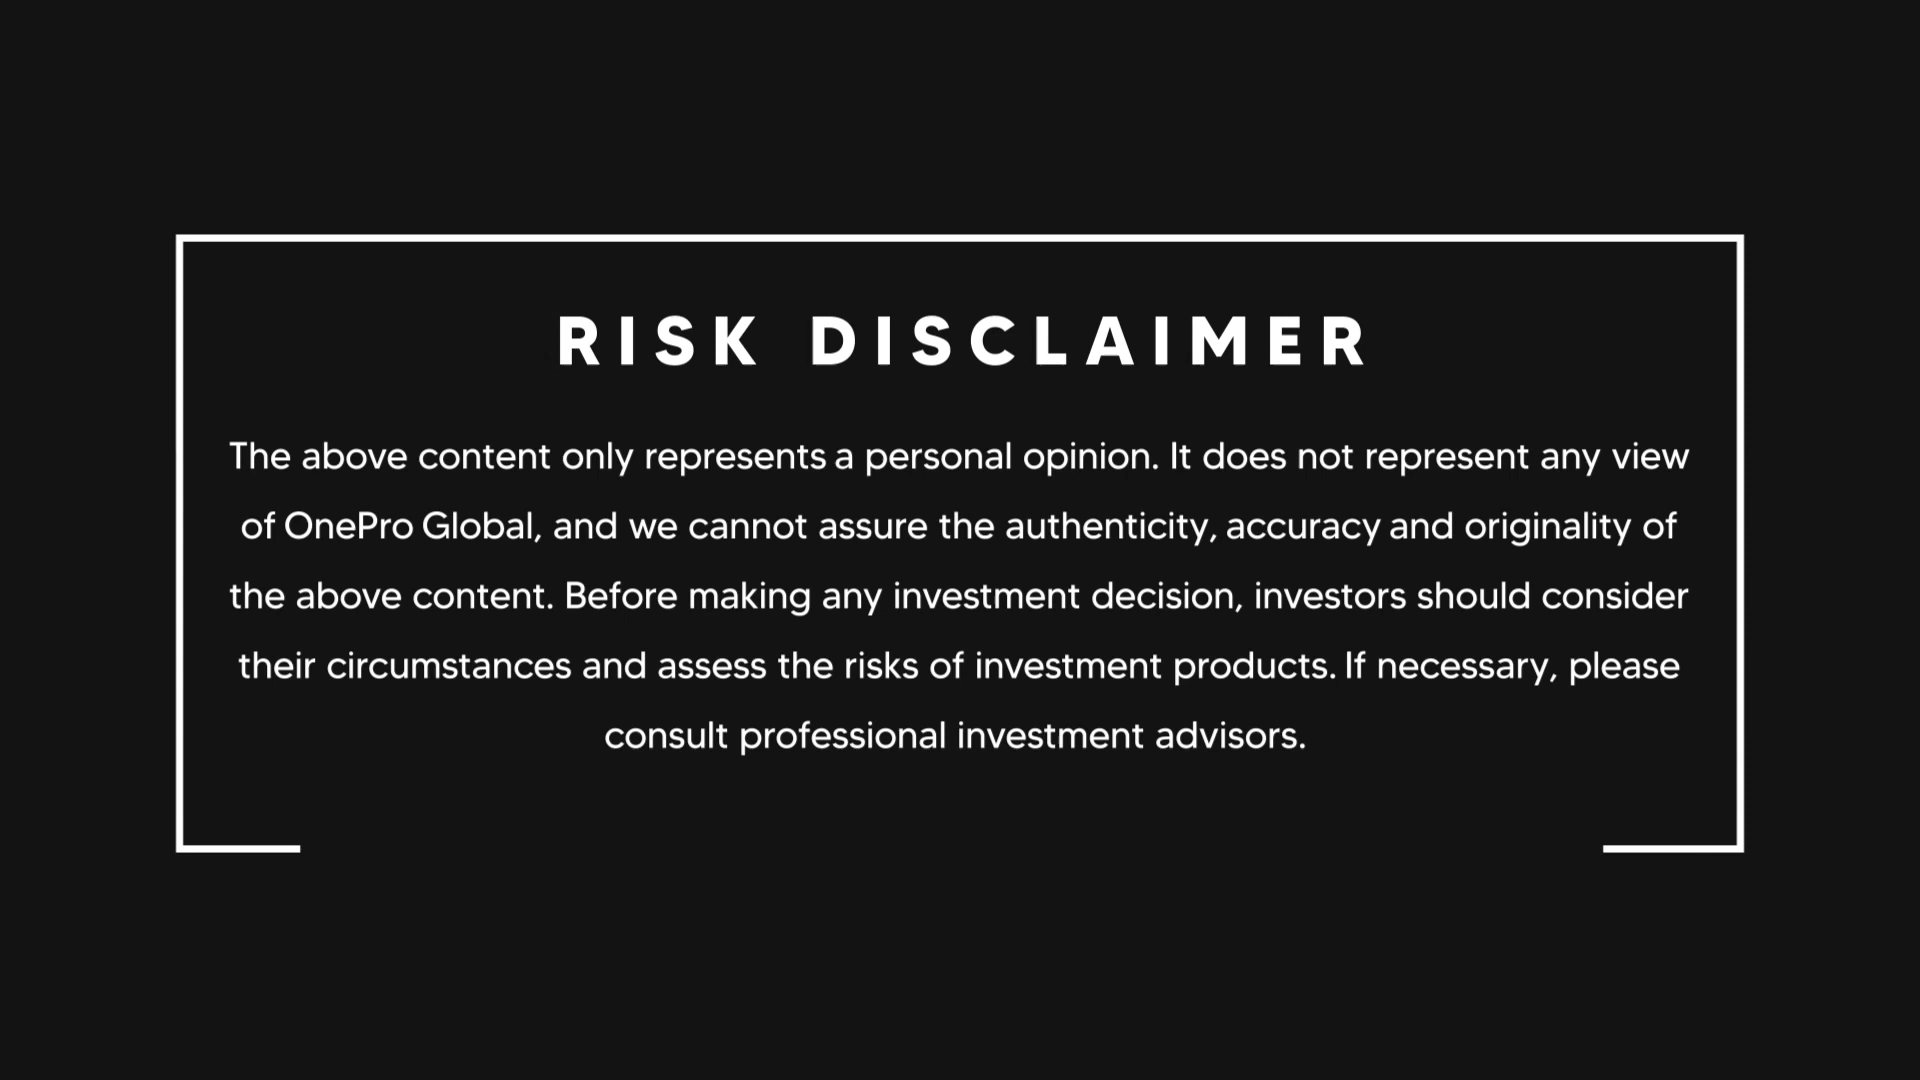 RISK DISCLAIMER
The above content only represents a personal opinion. It does not represent any view
of OnePro Global, and we cannot assure the authenticity, accuracy and originality of
the above content. Before making any investment decision, investors should consider
their circumstances and assess the risks of investment products. If necessary, please
consult professional investment advisors.